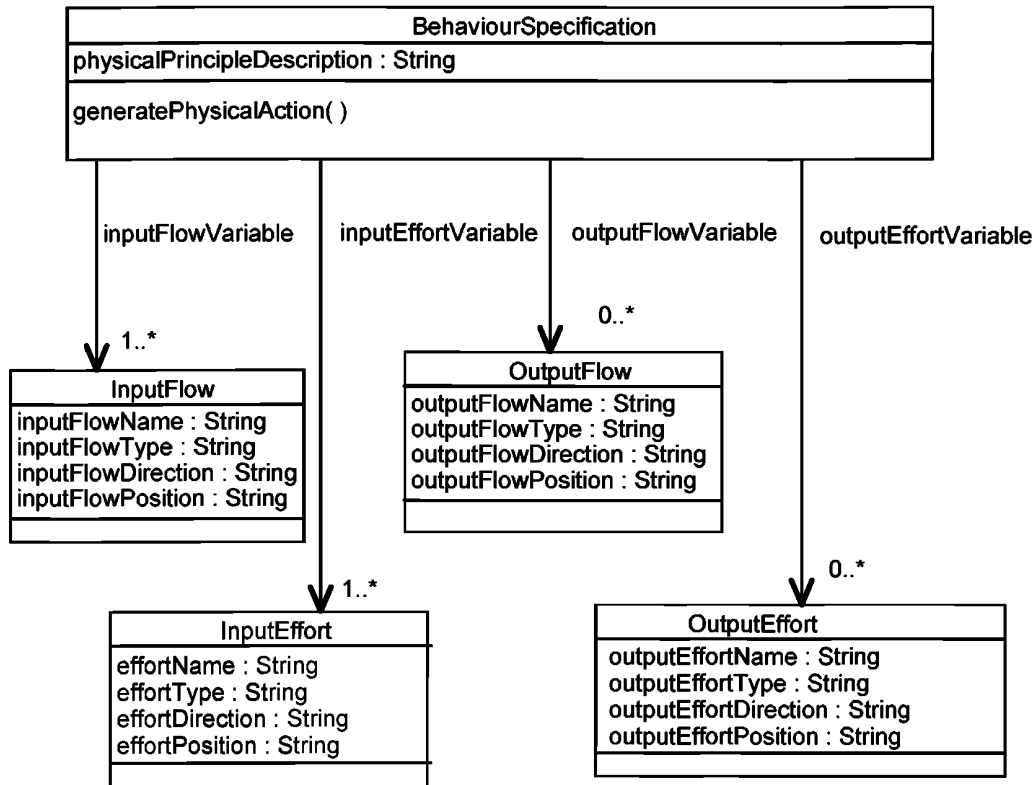 BehaviourSpecification
physicalPrincipleDescription : String
generatePhysicalAction( )
inputFlowVariable
inputEffortVariable
outputFlowVariable
outputEffortVariable
1..*
0..*
InputFlow
inputFlowName : String
inputFlowType : String
inputFlowDirection : String
inputFlowPosition : String
OutputFlow
outputFlowName : String
outputFlowType : String
outputFlowDirection : String
outputFlowPosition : String
1..*
0..*
InputEffort
effortName : String
effortType : String
effortDirection : String
effortPosition : String
OutputEffort
outputEffortName : String
outputEffortType : String
outputEffortDirection : String
outputEffortPosition : String